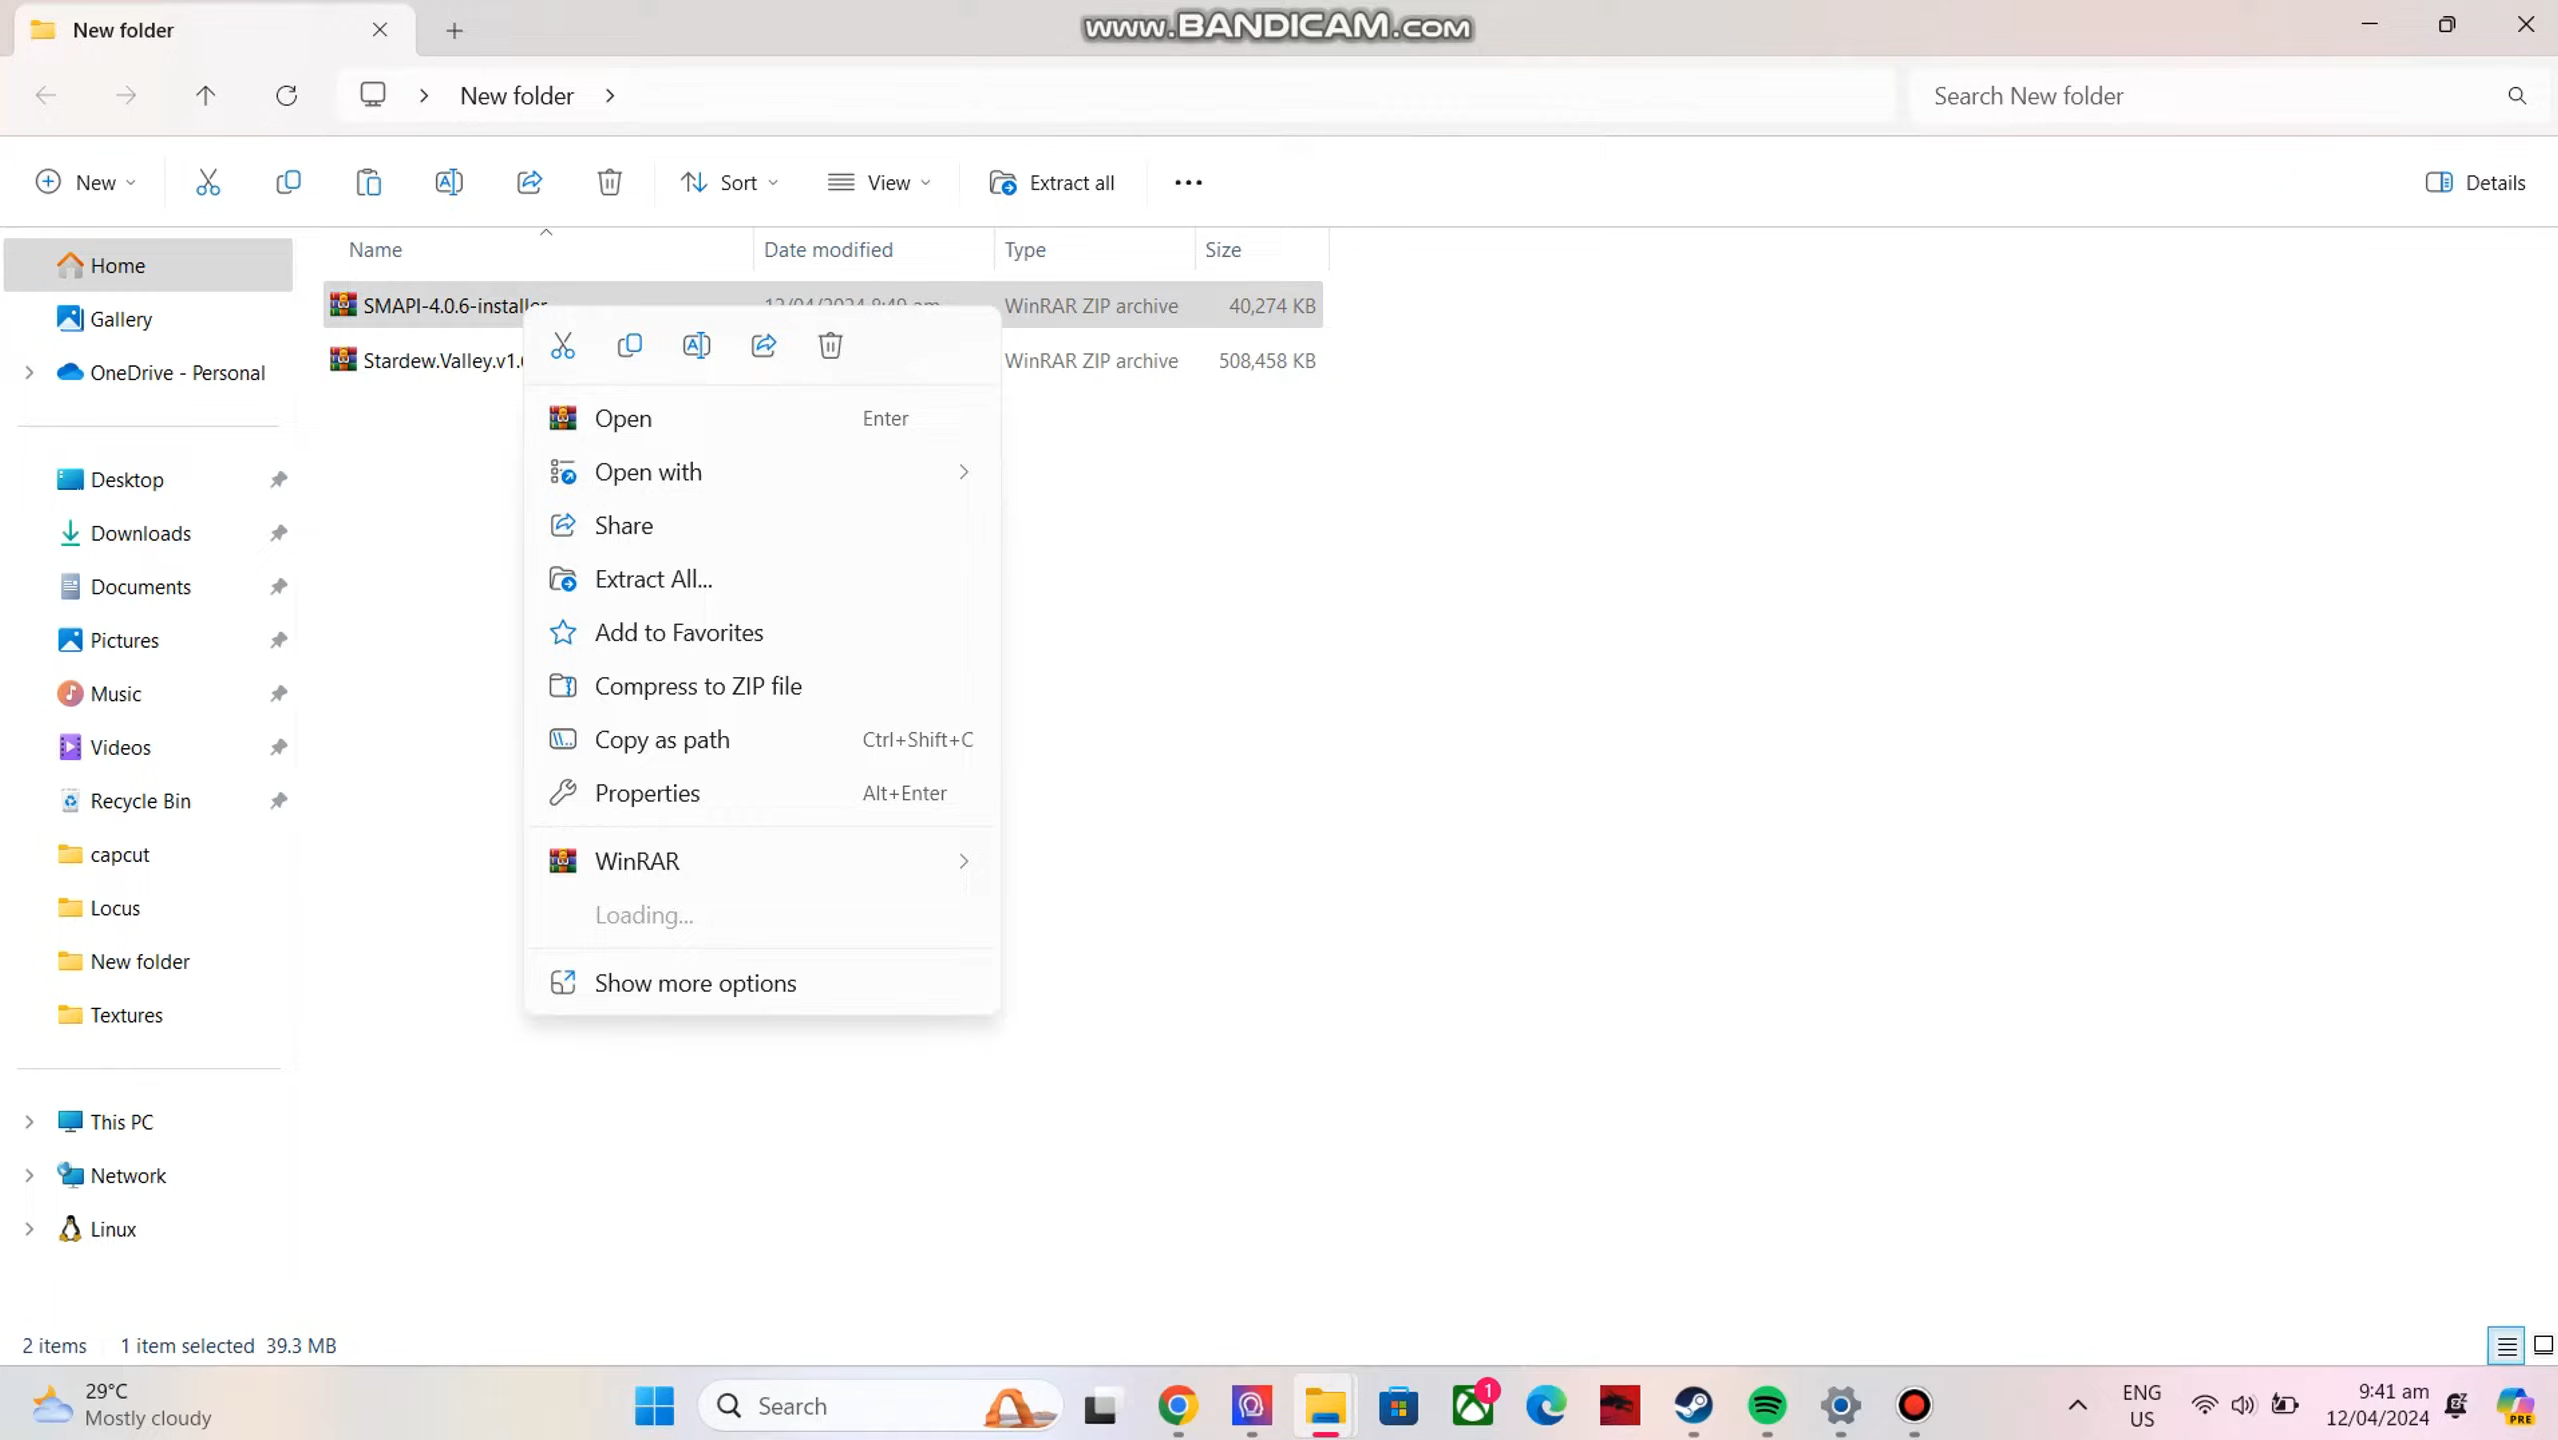 New folder
www.BANDICAM.com
New folder
Search New folder
New
Sort
View
Extract all
Details
Name
Date modified
Type
Size
Home
Gallery
OneDrive - Personal
Desktop
Downloads
Documents
Pictures
Music
Videos
Recycle Bin
capcut
Locus
New folder
Textures
This PC
Network
Linux
SMAPI-4.0.6-installer
12/04/2024 8:49 am
WinRAR ZIP archive
40,274 KB
Stardew.Valley.v1.
WinRAR ZIP archive
508,458 KB
Open
Enter
Open with
Share
Extract All...
Add to Favorites
Compress to ZIP file
Copy as path
Ctrl+Shift+C
Properties
Alt+Enter
WinRAR
Loading...
Show more options
2 items
1 item selected 39.3 MB
29°C
Mostly cloudy
Search
1
ENG
US
9:41 am
12/04/2024
PRE